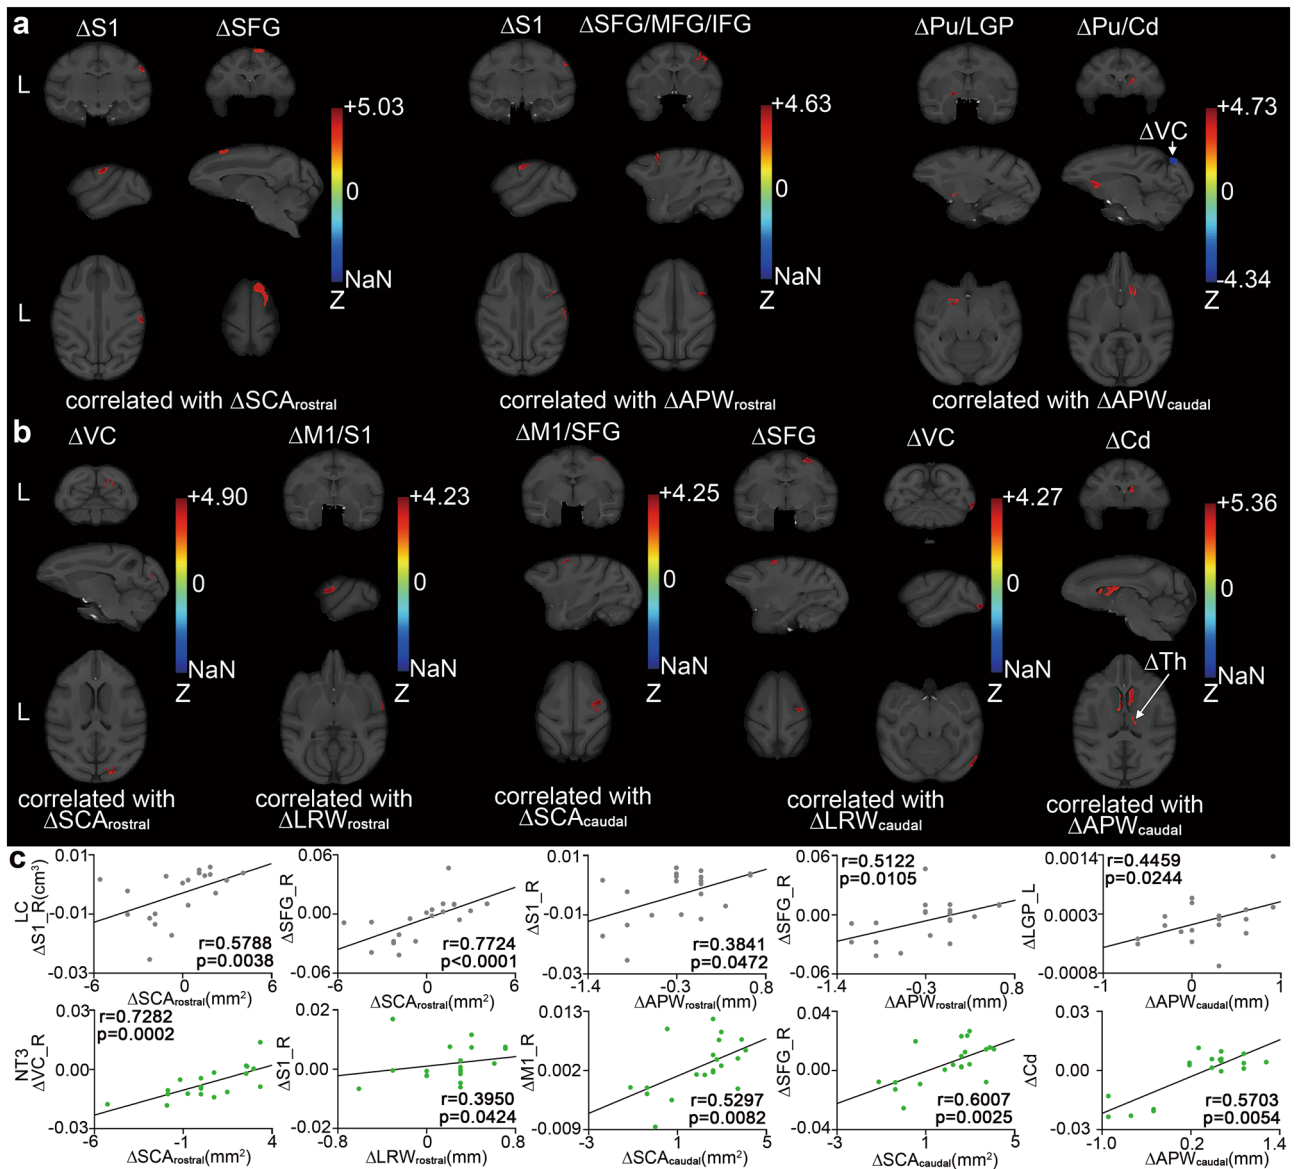 a
ΔS1 ΔSFG ΔS1 ΔSFG/MFG/IFG ΔPu/LGP ΔPu/Cd
L
+5.03 +4.63 +4.73
ΔVC
0 0 0
NaN NaN -4.34
Z Z Z
L
correlated with ΔSCArostral correlated with ΔAPWrostral correlated with ΔAPWcaudal
b
ΔVC ΔM1/S1 ΔM1/SFG ΔSFG ΔVC ΔCd
L
+4.90 +4.23 +4.25 +4.27 +5.36
0 0 0 0 0
NaN NaN NaN NaN NaN
Z Z Z Z Z
ΔTh
L
correlated with ΔSCArostral
correlated with ΔLRWrostral
correlated with ΔSCAcaudal
correlated with ΔLRWcaudal
correlated with ΔAPWcaudal
c
LC
ΔS1_R(cm³)
0.01
-0.01
-0.03
r=0.5788
p=0.0038
-6 0 6
ΔSCArostral(mm²)
ΔSFG_R
0.06
0.00
-0.06
r=0.7724
p<0.0001
-6 0 6
ΔSCArostral(mm²)
ΔS1_R
0.01
-0.01
-0.03
r=0.3841
p=0.0472
-1.4 -0.3 0.8
ΔAPWrostral(mm)
ΔSFG_R
0.06
0.00
-0.06
r=0.5122
p=0.0105
-1.4 -0.3 0.8
ΔAPWrostral(mm)
ΔLGP_L
0.0014
0.0003
-0.0008
r=0.4459
p=0.0244
-1 0 1
ΔAPWcaudal(mm)
NT3
ΔVC_R
0.03
0.00
-0.03
r=0.7282
p=0.0002
-6 -1 4
ΔSCArostral(mm²)
ΔS1_R
0.02
0.00
-0.02
r=0.3950
p=0.0424
-0.8 0 0.8
ΔLRWrostral(mm)
ΔM1_R
0.013
0.002
-0.009
r=0.5297
p=0.0082
-3 1 5
ΔSCAcaudal(mm²)
ΔSFG_R
0.04
0.00
-0.04
r=0.6007
p=0.0025
-3 1 5
ΔSCAcaudal(mm²)
ΔCd
0.03
0.00
-0.03
r=0.5703
p=0.0054
-1.0 0.2 1.4
ΔAPWcaudal(mm)